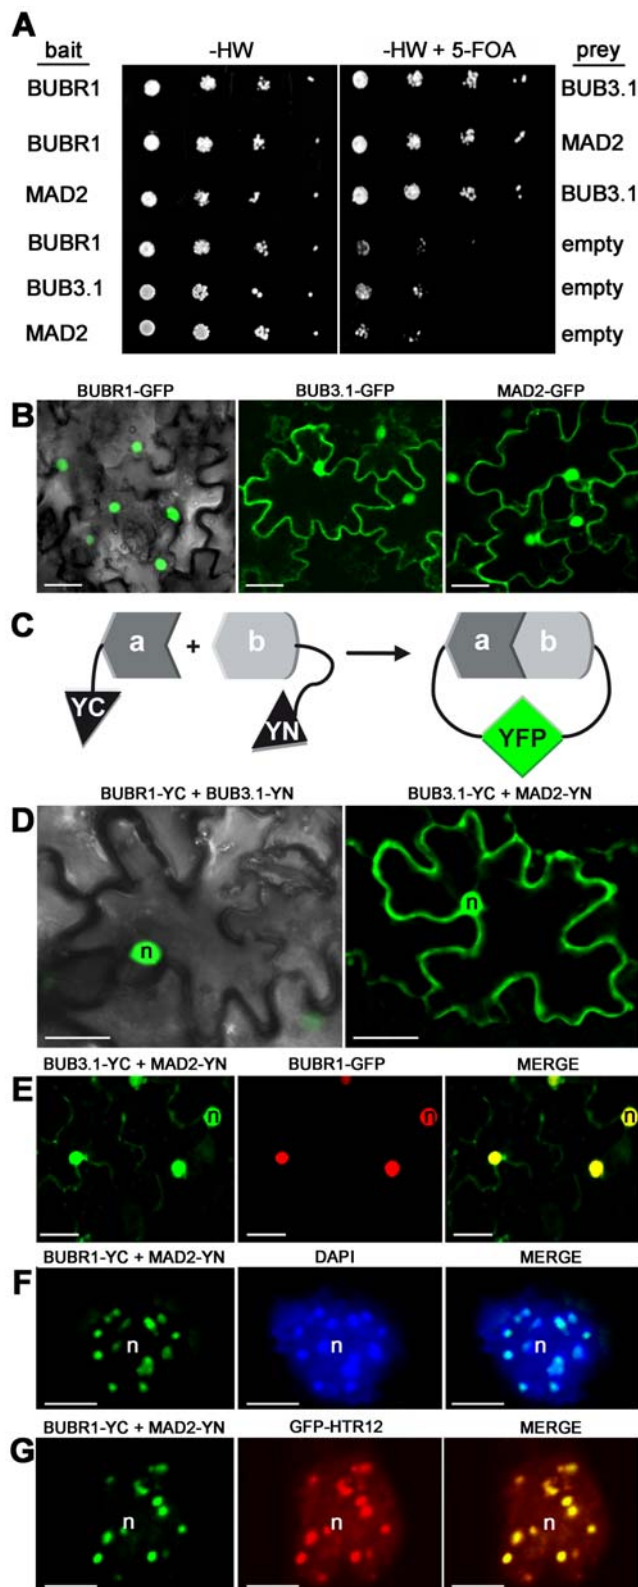 A
bait -HW -HW + 5-FOA prey
BUBR1 BUB3.1
BUBR1 MAD2
MAD2 BUB3.1
BUBR1 empty
BUB3.1 empty
MAD2 empty
B
BUBR1-GFP BUB3.1-GFP MAD2-GFP
C
a + b a b
YC YN YFP
D
BUBR1-YC + BUB3.1-YN BUB3.1-YC + MAD2-YN
n n
E
BUB3.1-YC + MAD2-YN BUBR1-GFP MERGE
n n n
F
BUBR1-YC + MAD2-YN DAPI MERGE
n n n
G
BUBR1-YC + MAD2-YN GFP-HTR12 MERGE
n n n